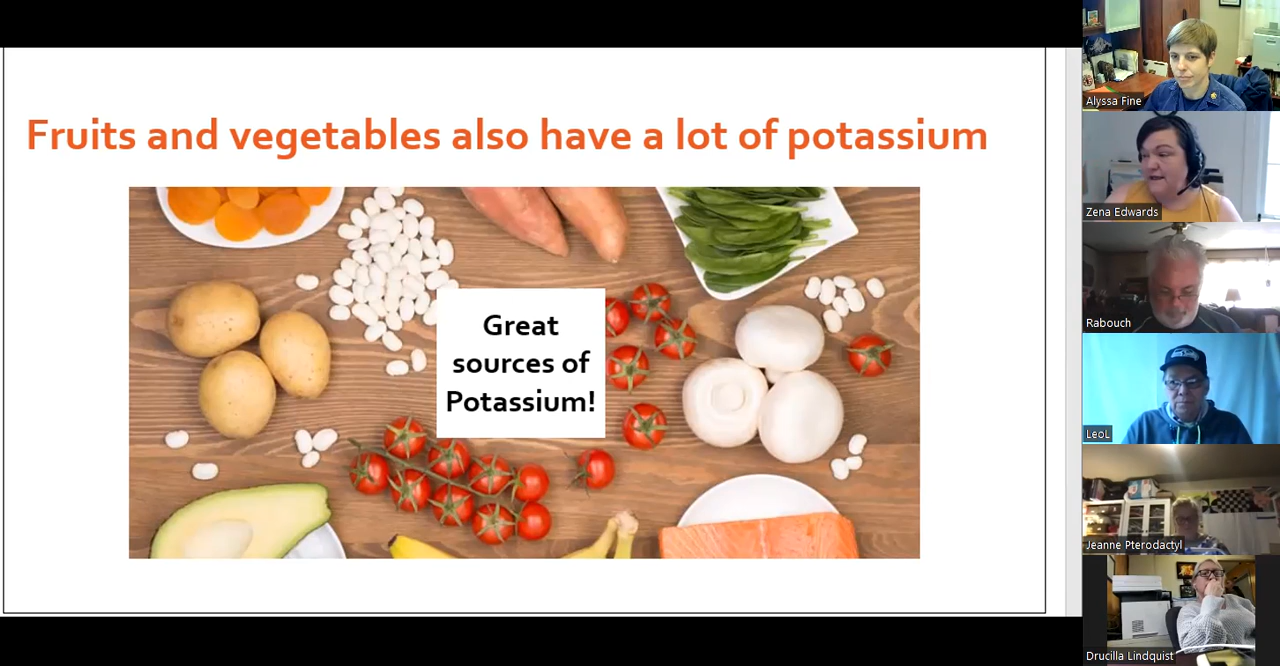 Fruits and vegetables also have a lot of potassium
Great
sources of
Potassium!
Alyssa Fine
Zena Edwards
Rabouch
LeoL
Jeanne Pterodactyl
Drucilla Lindquist